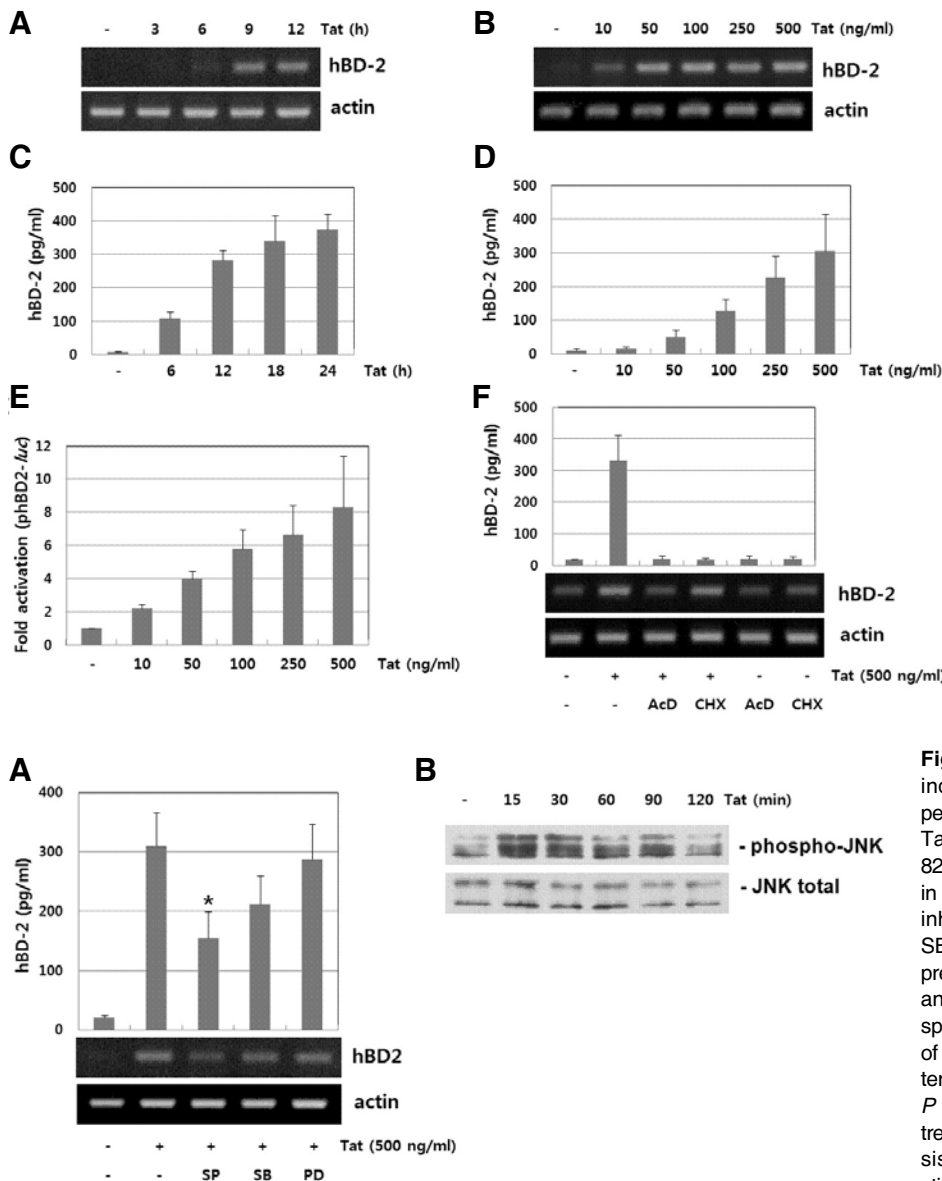 A
- 3 6 9 12 Tat (h)
hBD-2
actin
B
- 10 50 100 250 500 Tat (ng/ml)
hBD-2
actin
C
hBD-2 (pg/ml)
500
400
300
200
100
0
- 6 12 18 24 Tat (h)
D
hBD-2 (pg/ml)
500
400
300
200
100
0
- 10 50 100 250 500 Tat (ng/ml)
E
Fold activation (phBD2-luc)
12
10
8
6
4
2
0
- 10 50 100 250 500 Tat (ng/ml)
F
hBD-2 (pg/ml)
500
400
300
200
100
0
hBD-2
actin
- + + + - - Tat (500 ng/ml)
- - AcD CHX AcD CHX
A
hBD-2 (pg/ml)
400
300
200
100
0
*
hBD2
actin
- + + + + Tat (500 ng/ml)
- - SP SB PD
B
- 15 30 60 90 120 Tat (min)
- phospho-JNK
- JNK total
Fig
inc
pe
Ta
82
in
inh
SE
pre
an
sp
of
ter
P
tre
sis